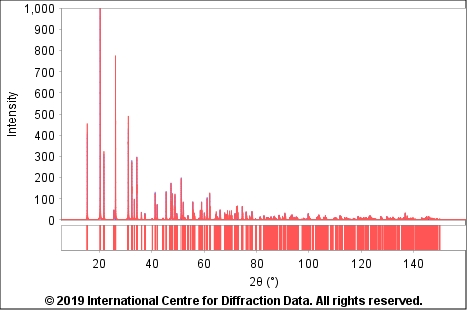 1,000
900
800
700
600
500
400
300
200
100
0
Intensity
20 40 60 80 100 120 140
2θ (°)
© 2019 International Centre for Diffraction Data. All rights reserved.